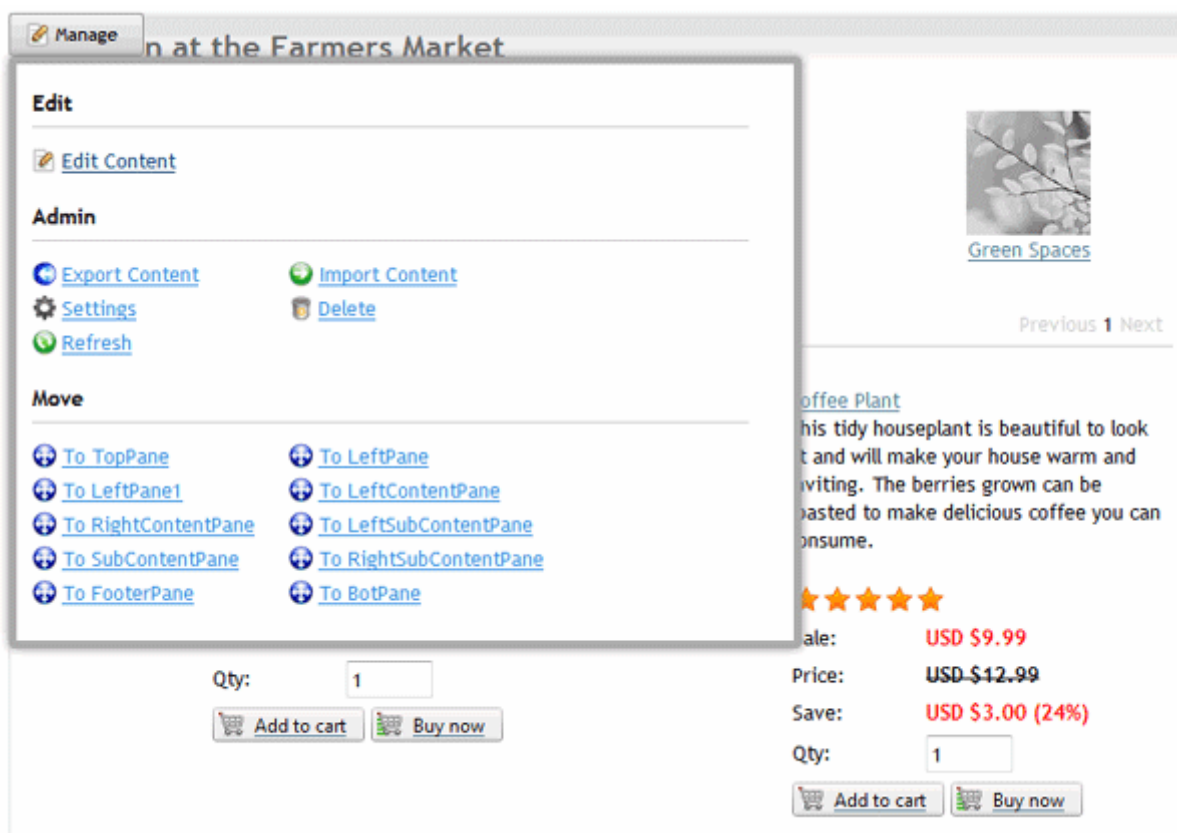 Manage
n at the Farmers Market
Edit
Edit Content
Admin
Export Content Import Content
Settings Delete
Refresh
Move
To TopPane To LeftPane
To LeftPane1 To LeftContentPane
To RightContentPane To LeftSubContentPane
To SubContentPane To RightSubContentPane
To FooterPane To BotPane
Qty: 1
Add to cart Buy now
Green Spaces
Previous 1 Next
offee Plant
his tidy houseplant is beautiful to look
t and will make your house warm and
nviting. The berries grown can be
oasted to make delicious coffee you can
onsume.
ale: USD $9.99
Price: USD $12.99
Save: USD $3.00 (24%)
Qty: 1
Add to cart Buy now